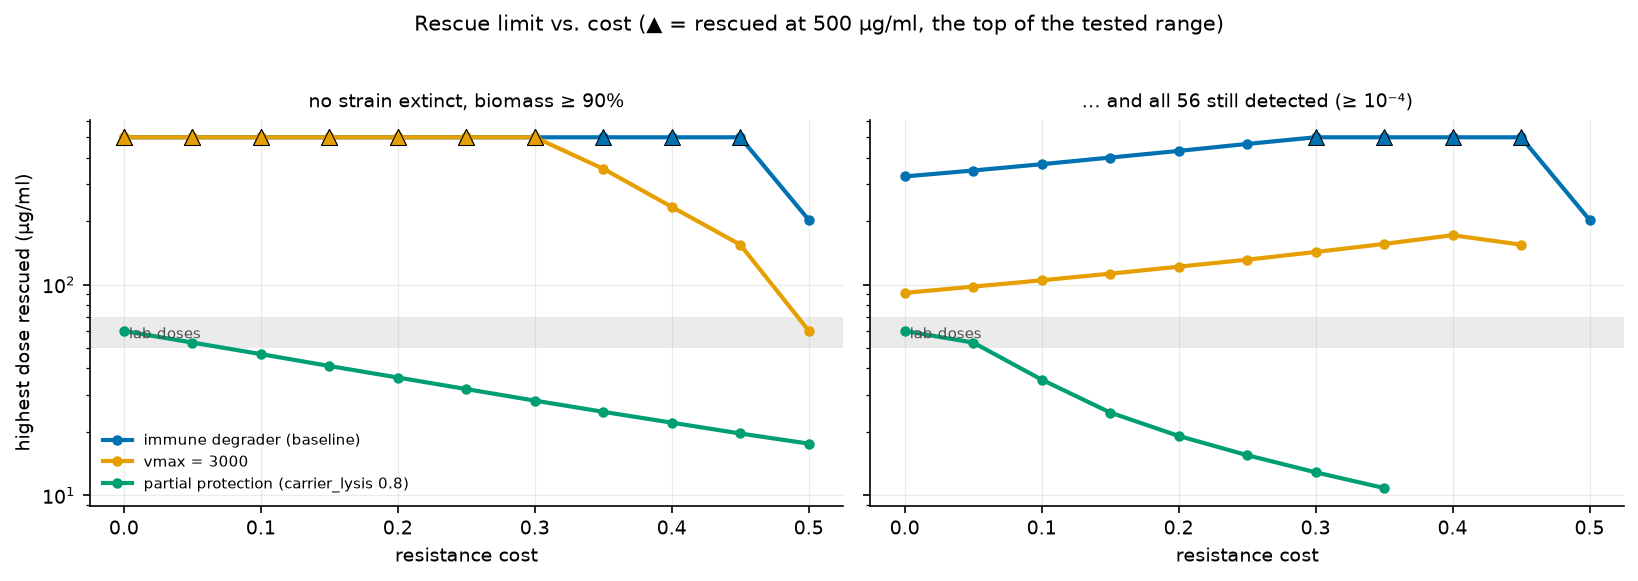 Rescue limit vs. cost (▲ = rescued at 500 µg/ml, the top of the tested range)
no strain extinct, biomass ≥ 90%
... and all 56 still detected (≥ 10⁻⁴)
highest dose rescued (µg/ml)
10²
10¹
lab doses
lab doses
immune degrader (baseline)
vmax = 3000
partial protection (carrier_lysis 0.8)
0.0 0.1 0.2 0.3 0.4 0.5
0.0 0.1 0.2 0.3 0.4 0.5
resistance cost
resistance cost